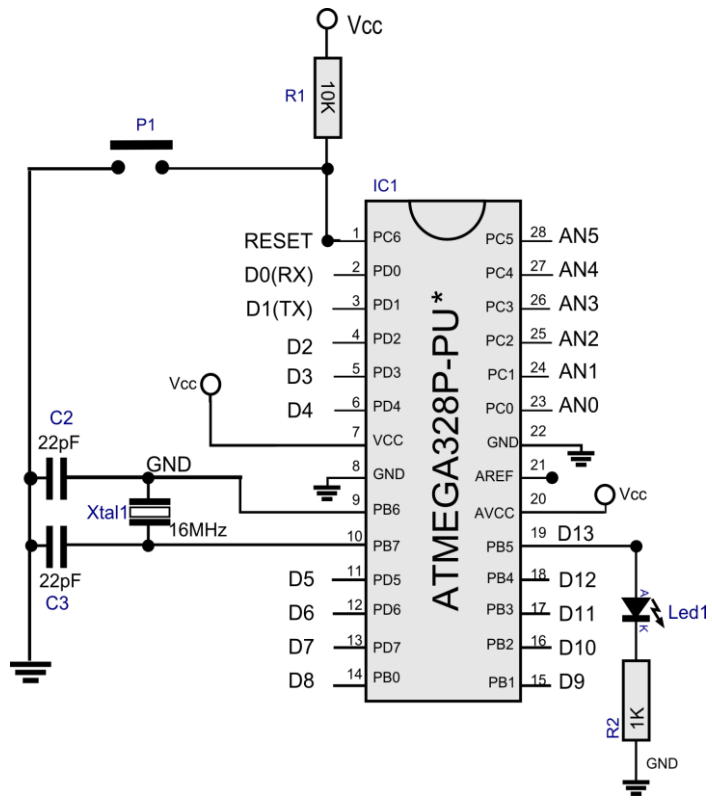 Vcc
R1
10K
P1
IC1
RESET 1 PC6
D0(RX) 2 PD0
D1(TX) 3 PD1
D2 4 PD2
D3 5 PD3
D4 6 PD4
Vcc
7 VCC
8 GND
9 PB6
10 PB7
D5 11 PD5
D6 12 PD6
D7 13 PD7
D8 14 PB0
ATMEGA328P-PU*
PC5 28 AN5
PC4 27 AN4
PC3 26 AN3
PC2 25 AN2
PC1 24 AN1
PC0 23 AN0
GND 22
AREF 21
AVCC 20
Vcc
PB5 19 D13
PB4 18 D12
PB3 17 D11
PB2 16 D10
PB1 15 D9
C2
22pF
GND
Xtal1
16MHz
22pF
C3
A
K
Led1
R2
1K
GND